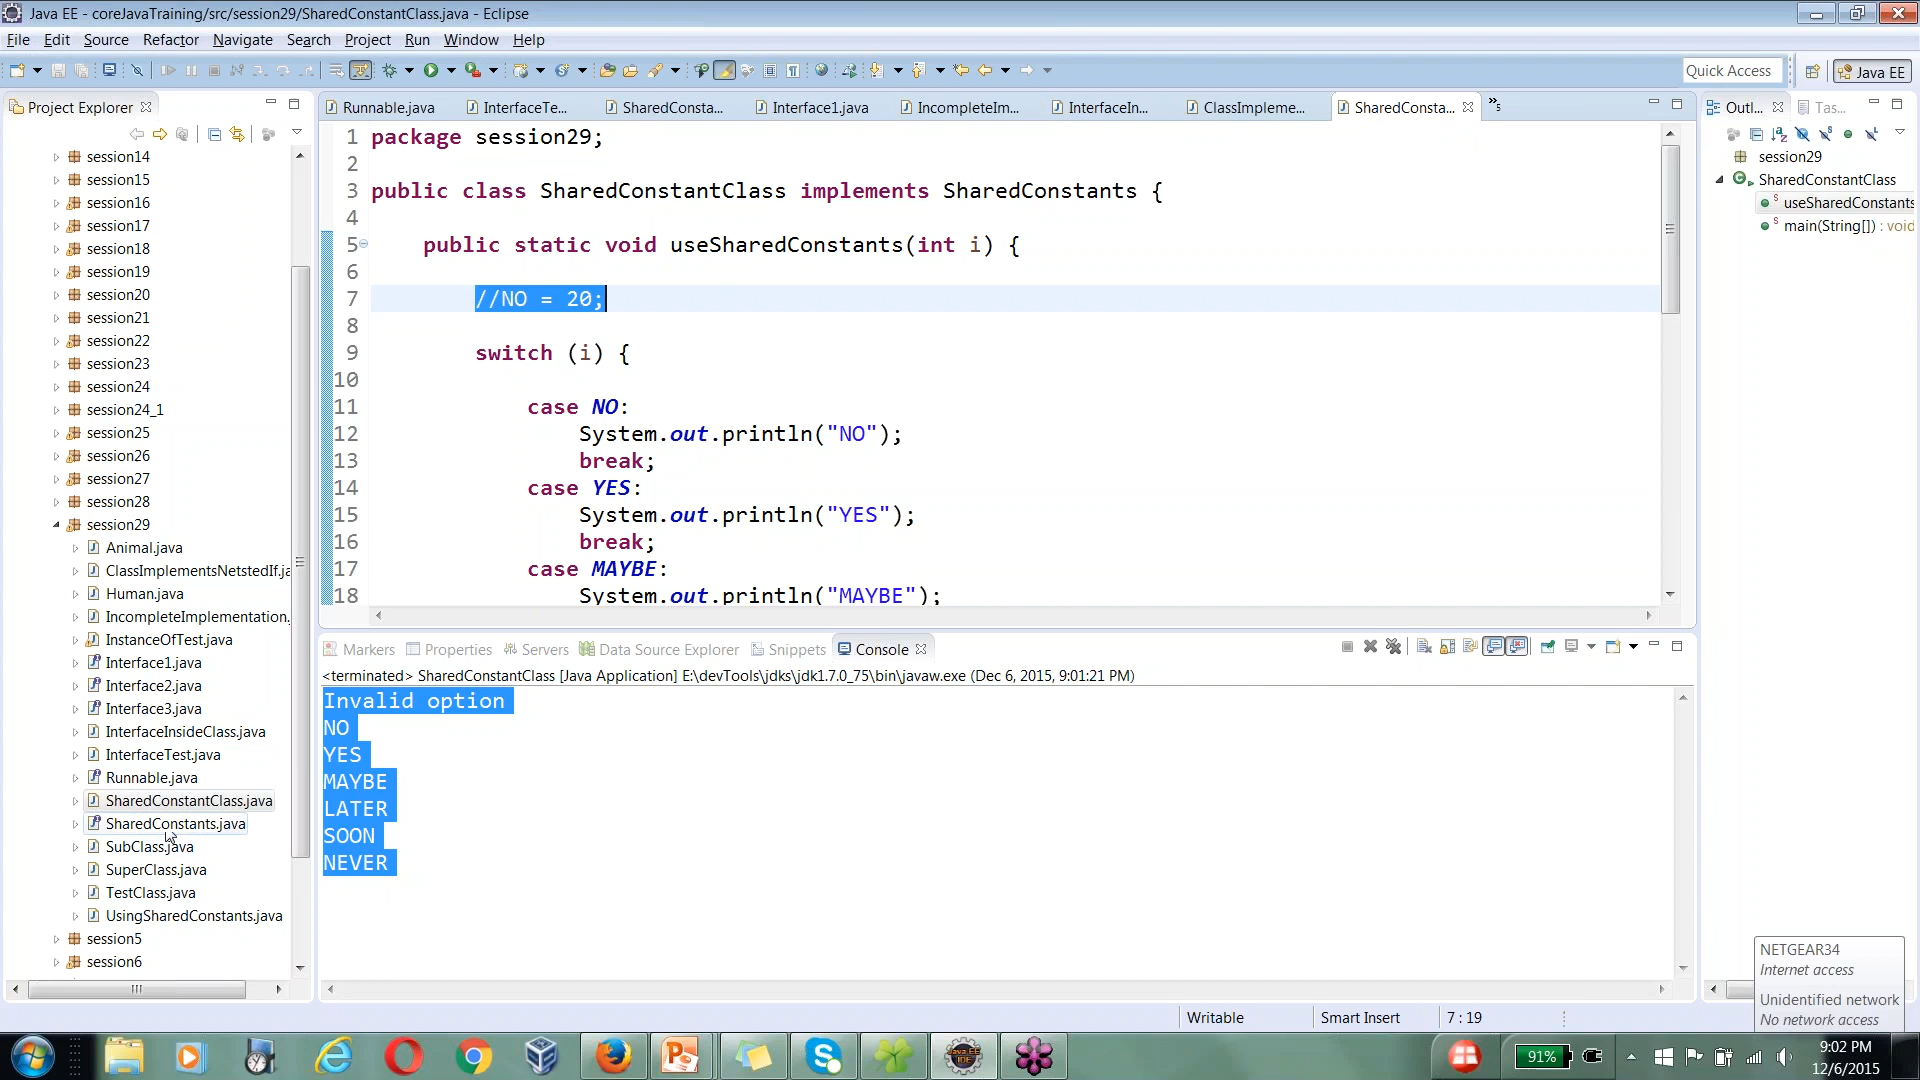 Java EE - coreJavaTraining/src/session29/SharedConstantClass.java - Eclipse
File Edit Source Refactor Navigate Search Project Run Window Help
Quick Access
Java EE
Project Explorer
session14
session15
session16
session17
session18
session19
session20
session21
session22
session23
session24
session24_1
session25
session26
session27
session28
session29
Animal.java
ClassImplementsNetstedIf.ja
Human.java
IncompleteImplementation.
InstanceOfTest.java
Interface1.java
Interface2.java
Interface3.java
InterfaceInsideClass.java
InterfaceTest.java
Runnable.java
SharedConstantClass.java
SharedConstants.java
SubClass.java
SuperClass.java
TestClass.java
UsingSharedConstants.java
session5
session6
Runnable.java InterfaceTe... SharedConsta... Interface1.java IncompleteIm... InterfaceIn... ClassImpleme... SharedConsta... »5
1 package session29;
2
3 public class SharedConstantClass implements SharedConstants {
4
5 public static void useSharedConstants(int i) {
6
7 //NO = 20;
8
9 switch (i) {
10
11 case NO:
12 System.out.println("NO");
13 break;
14 case YES:
15 System.out.println("YES");
16 break;
17 case MAYBE:
18 System.out.println("MAYBE");
Markers Properties Servers Data Source Explorer Snippets Console
<terminated> SharedConstantClass [Java Application] E:\devTools\jdks\jdk1.7.0_75\bin\javaw.exe (Dec 6, 2015, 9:01:21 PM)
Invalid option
NO
YES
MAYBE
LATER
SOON
NEVER
Outl... Tas...
session29
SharedConstantClass
useSharedConstants
main(String[]) : void
NETGEAR34
Internet access
Unidentified network
No network access
Writable Smart Insert 7 : 19
91%
9:02 PM
12/6/2015